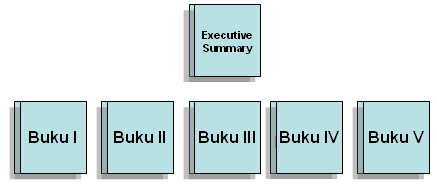 Executive
Summary
Buku I
Buku II
Buku III
Buku IV
Buku V